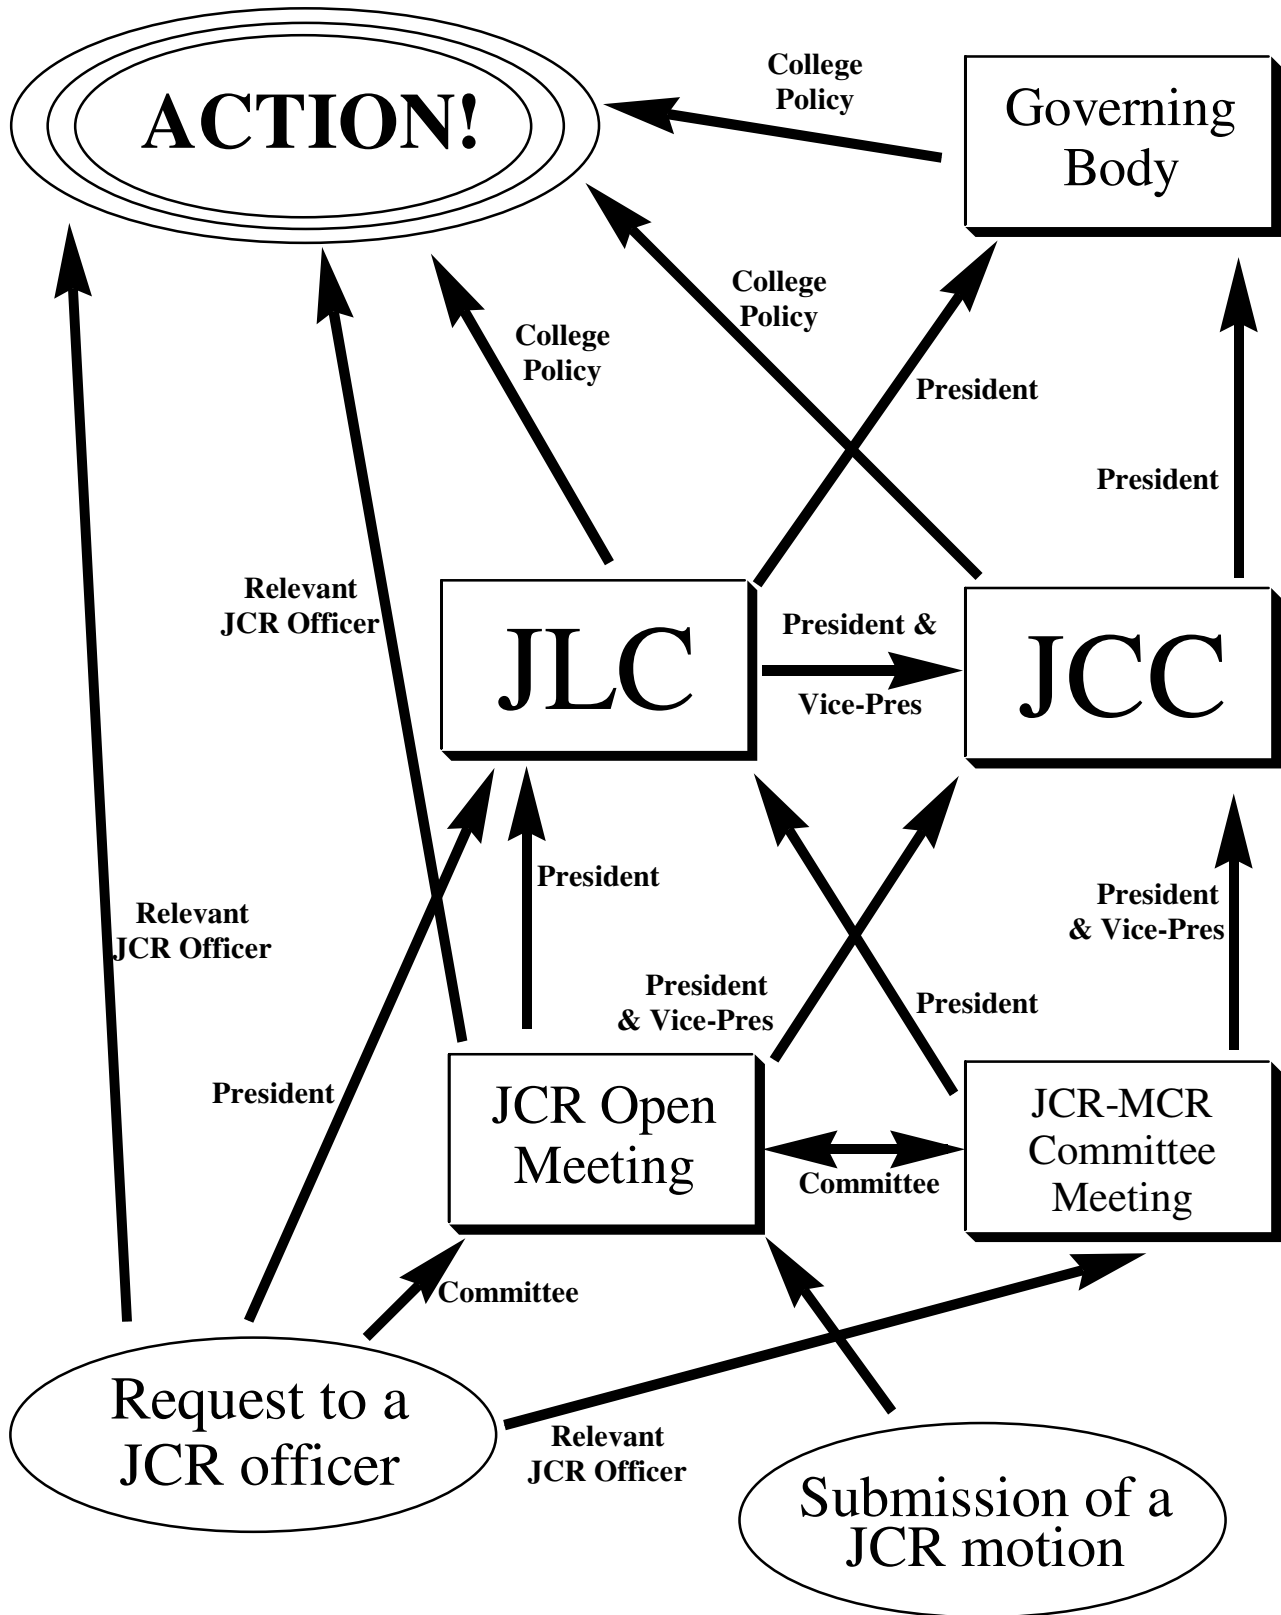 ACTION!
College
Policy
Governing
Body
College
Policy
College
Policy
President
President
Relevant
JCR Officer
JLC
President &
Vice-Pres
JCC
President
President
& Vice-Pres
Relevant
JCR Officer
President
& Vice-Pres
President
President
JCR Open
Meeting
Committee
JCR-MCR
Committee
Meeting
Committee
Request to a
JCR officer
Relevant
JCR Officer
Submission of a
JCR motion